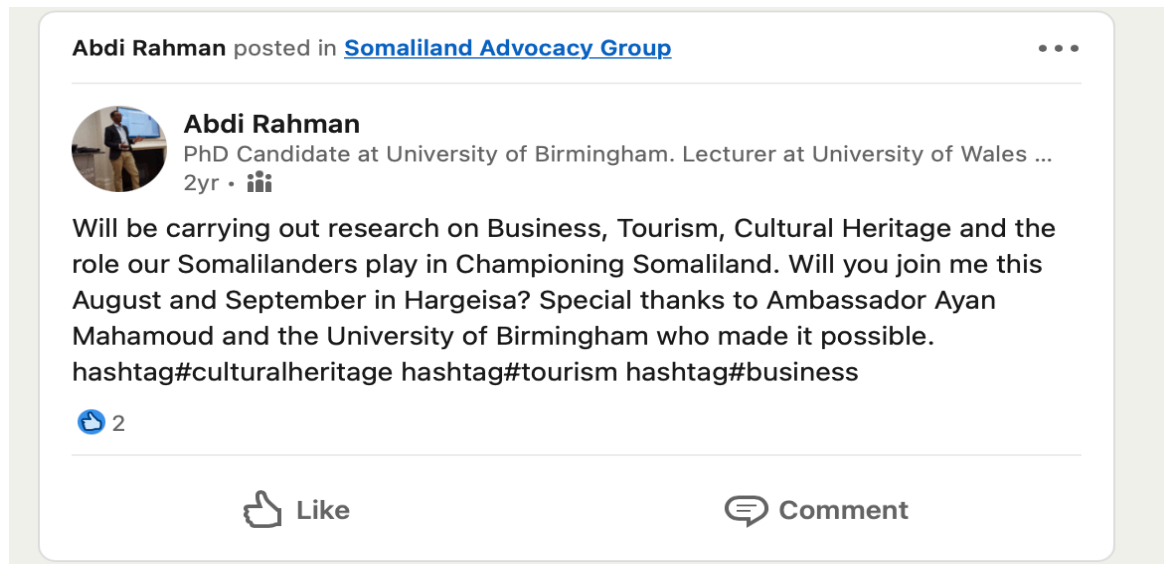 Abdi Rahman posted in Somaliland Advocacy Group
Abdi Rahman
PhD Candidate at University of Birmingham. Lecturer at University of Wales ...
2yr •
Will be carrying out research on Business, Tourism, Cultural Heritage and the
role our Somalilanders play in Championing Somaliland. Will you join me this
August and September in Hargeisa? Special thanks to Ambassador Ayan
Mahamoud and the University of Birmingham who made it possible.
hashtag#culturalheritage hashtag#tourism hashtag#business
2
Like
Comment